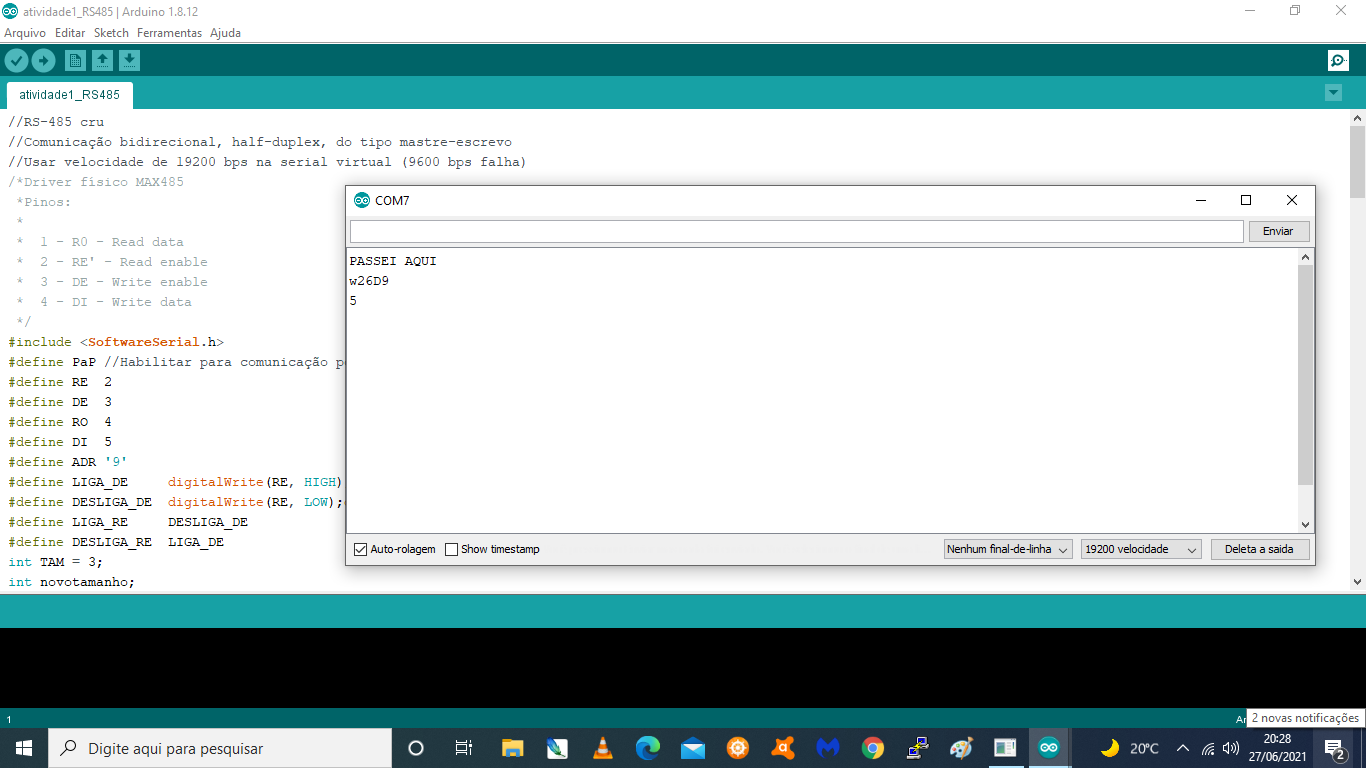 atividade1_RS485 | Arduino 1.8.12
Arquivo Editar Sketch Ferramentas Ajuda
atividade1_RS485
//RS-485 cru
//Comunicação bidirecional, half-duplex, do tipo mastre-escrevo
//Usar velocidade de 19200 bps na serial virtual (9600 bps falha)
/*Driver físico MAX485
*Pinos:
*
* 1 - R0 - Read data
* 2 - RE' - Read enable
* 3 - DE - Write enable
* 4 - DI - Write data
*/
#include <SoftwareSerial.h>
#define PaP //Habilitar para comunicação
#define RE 2
#define DE 3
#define RO 4
#define DI 5
#define ADR '9'
#define LIGA_DE digitalWrite(RE, HIGH)
#define DESLIGA_DE digitalWrite(RE, LOW);
#define LIGA_RE DESLIGA_DE
#define DESLIGA_RE LIGA_DE
int TAM = 3;
int novotamanho;
COM7
Enviar
PASSEI AQUI
w26D9
5
Auto-rolagem Show timestamp Nenhum final-de-linha 19200 velocidade Deleta a saida
1
2 novas notificações
Digite aqui para pesquisar
20°C
20:28
27/06/2021
2